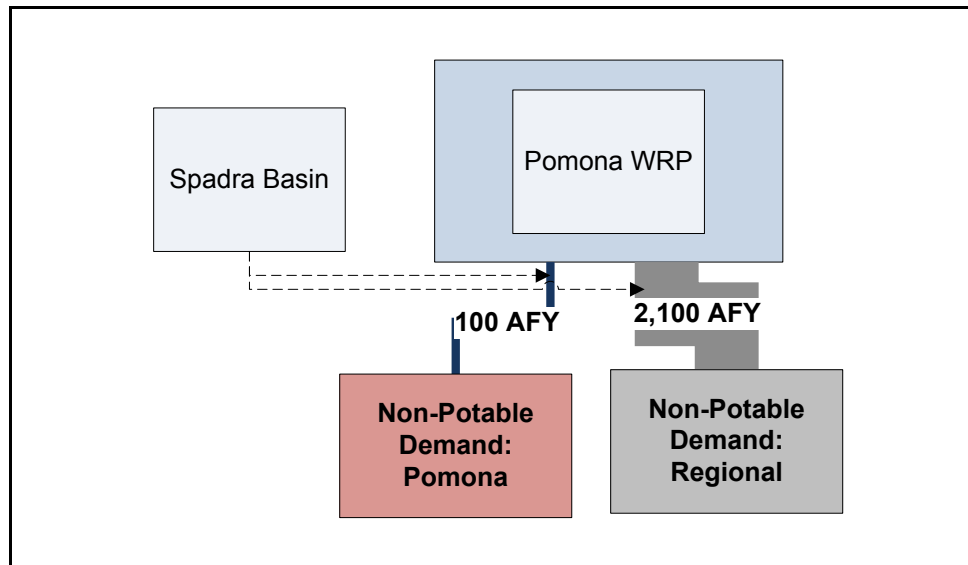 Spadra Basin
Pomona WRP
100 AFY
2,100 AFY
Non-Potable
Demand:
Pomona
Non-Potable
Demand:
Regional